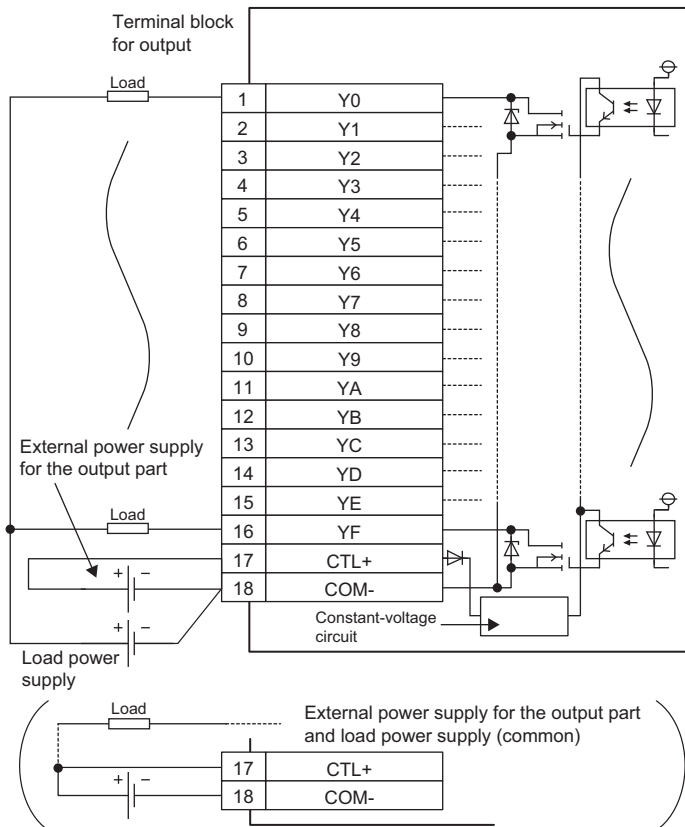 Terminal block
for output
Load
1 Y0
2 Y1
3 Y2
4 Y3
5 Y4
6 Y5
7 Y6
8 Y7
9 Y8
10 Y9
11 YA
12 YB
13 YC
14 YD
15 YE
16 YF
17 CTL+
18 COM-
External power supply
for the output part
Load
+ −
+ −
Load power
supply
Constant-voltage
circuit
Load
External power supply for the output part
and load power supply (common)
17 CTL+
18 COM-
+ −